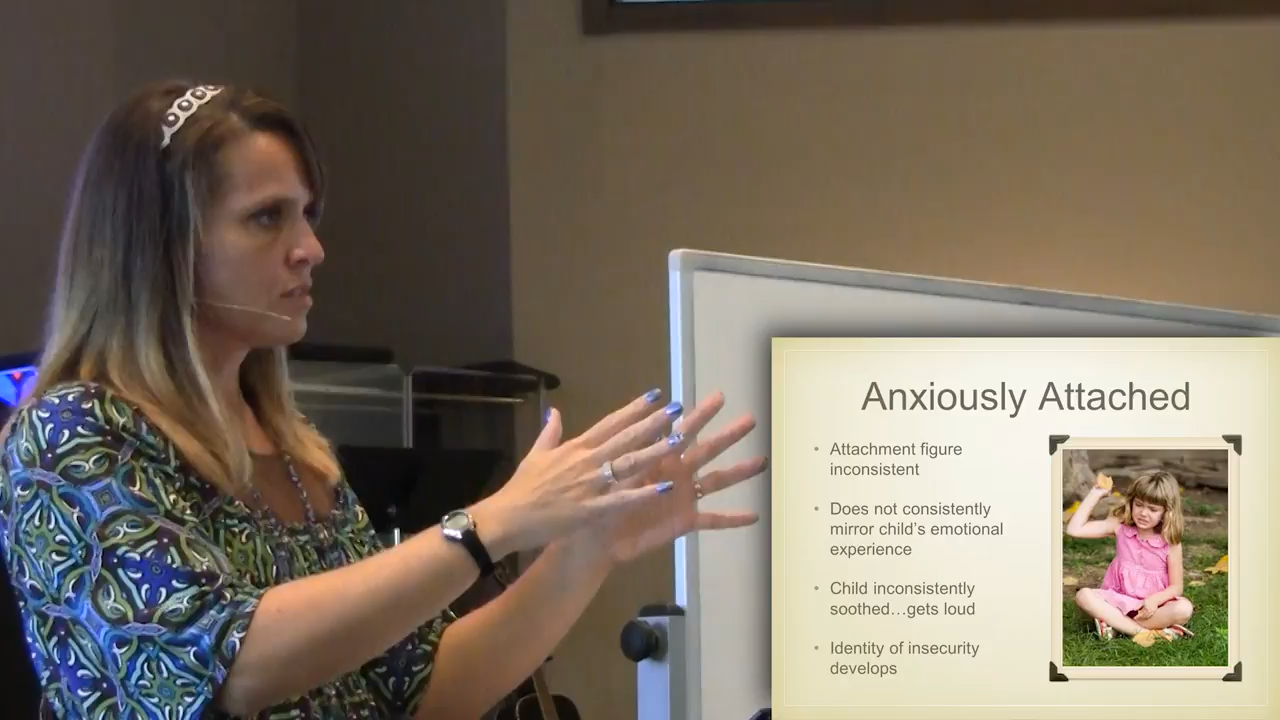 Anxiously Attached
• Attachment figure
inconsistent
• Does not consistently
mirror child's emotional
experience
• Child inconsistently
soothed…gets loud
• Identity of insecurity
develops